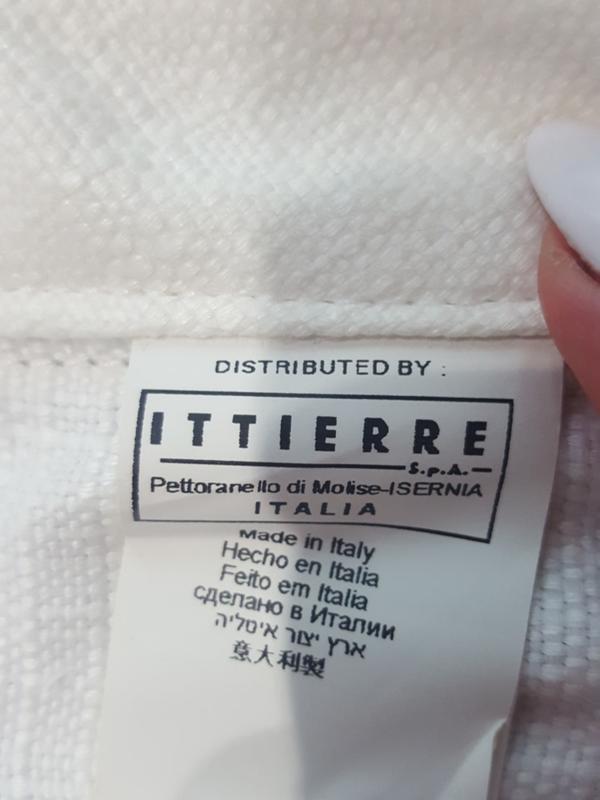 DISTRIBUTED BY :
ITTIERRE
S.p.A.
Pettoranello di Molise-ISERNIA
ITALIA
Made in Italy
Hecho en Italia
Feito em Italia
сделано в Италии
ארץ יצור איטליה
意大利製